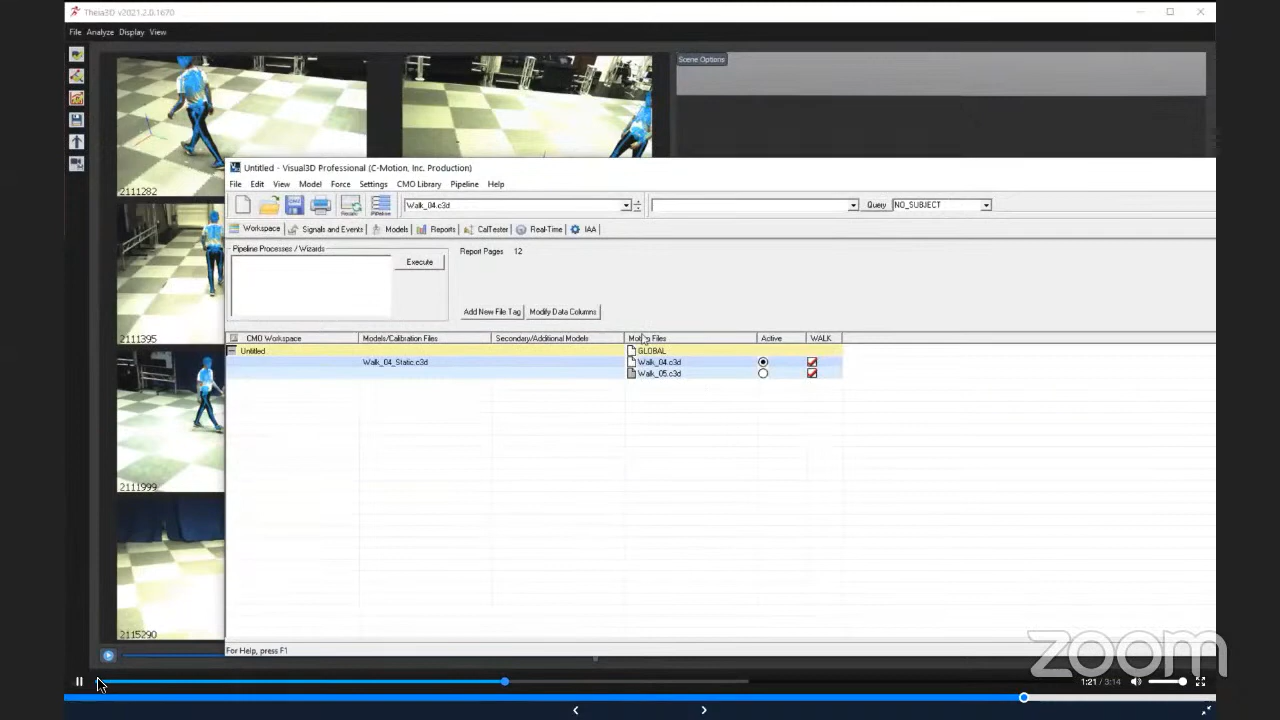 Theia3D v2021.2.0.1670
File Analyze Display View
Scene Options
2111282
2111395
2111999
2115290
Untitled - Visual3D Professional (C-Motion, Inc. Production)
File Edit View Model Force Settings CMO Library Pipeline Help
Recalc Pipeline Walk_04.c3d Query NO_SUBJECT
Workspace Signals and Events Models Reports CalTester Real-Time IAA
Pipeline Processes / Wizards
Execute
Report Pages 12
Add New File Tag Modify Data Columns
CMO Workspace Models/Calibration Files Secondary/Additional Models Motion Files Active WALK
Untitled GLOBAL
Walk_04_Static.c3d Walk_04.c3d
Walk_05.c3d
For Help, press F1
zoom
1:21 / 3:14